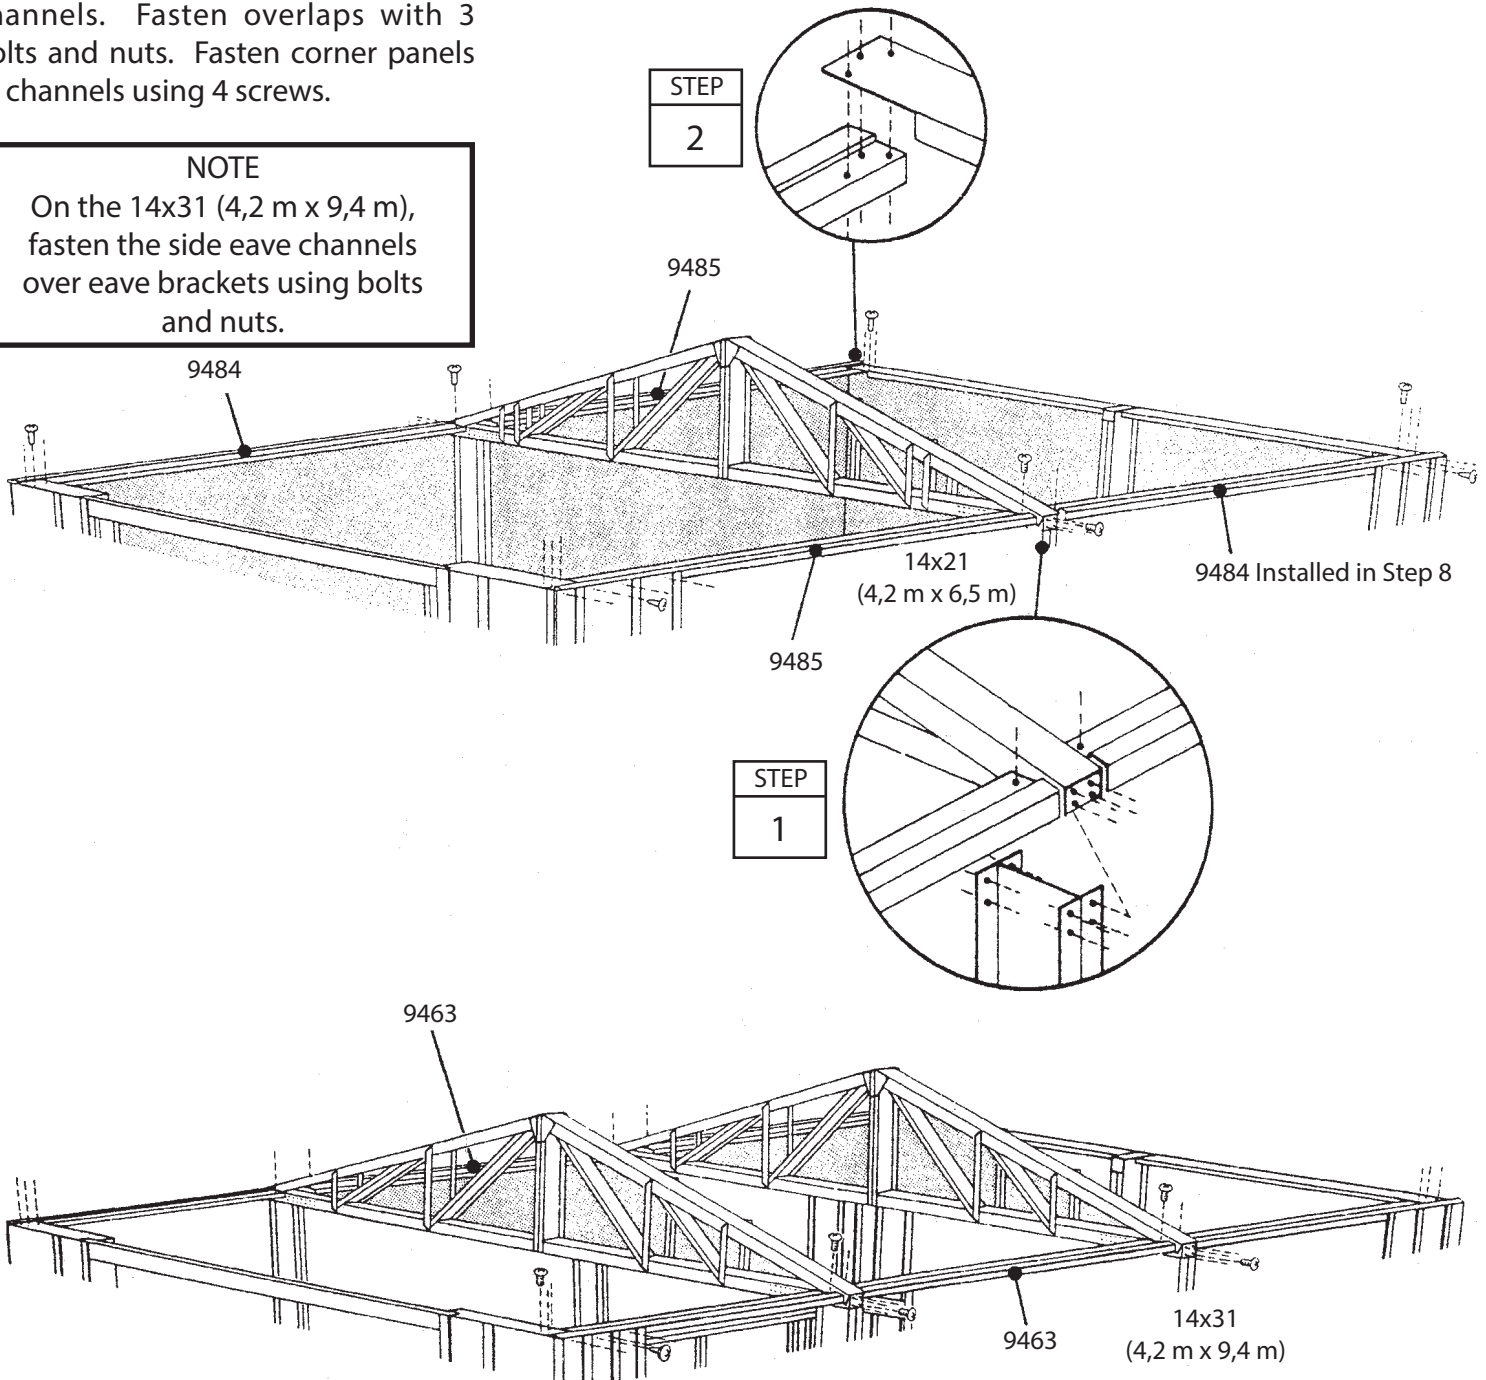 hannels. Fasten overlaps with 3
olts and nuts. Fasten corner panels
channels using 4 screws.
NOTE
On the 14x31 (4,2 m x 9,4 m),
fasten the side eave channels
over eave brackets using bolts
and nuts.
STEP
2
9485
9484
14x21
(4,2 m x 6,5 m)
9484 Installed in Step 8
9485
STEP
1
9463
9463
14x31
(4,2 m x 9,4 m)